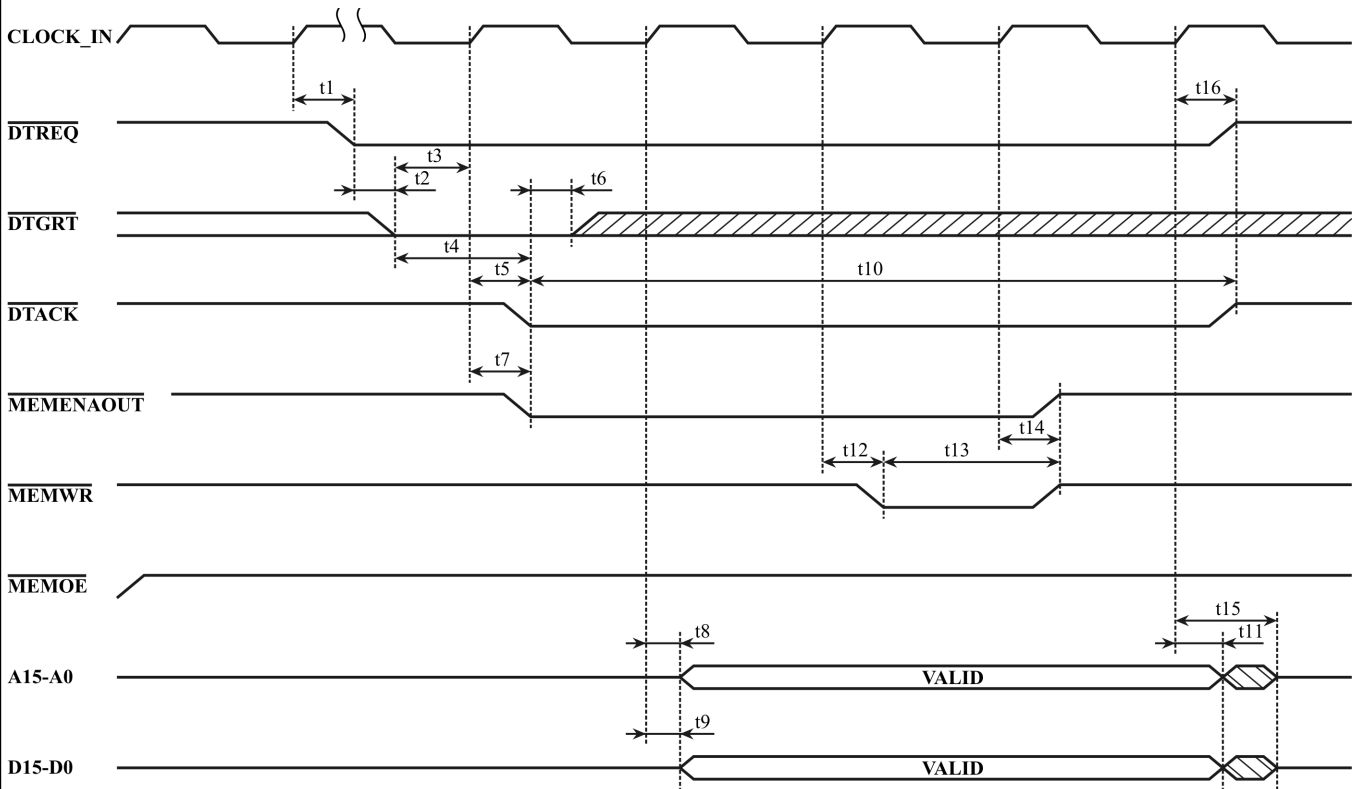 CLOCK_IN
t1
t16
DTREQ
t3
t2
t6
DTGRT
t4
t5
t10
DTACK
t7
MEMENAOUT
t14
t12
t13
MEMWR
MEMOE
t15
t8
t11
A15-A0
VALID
t9
D15-D0
VALID